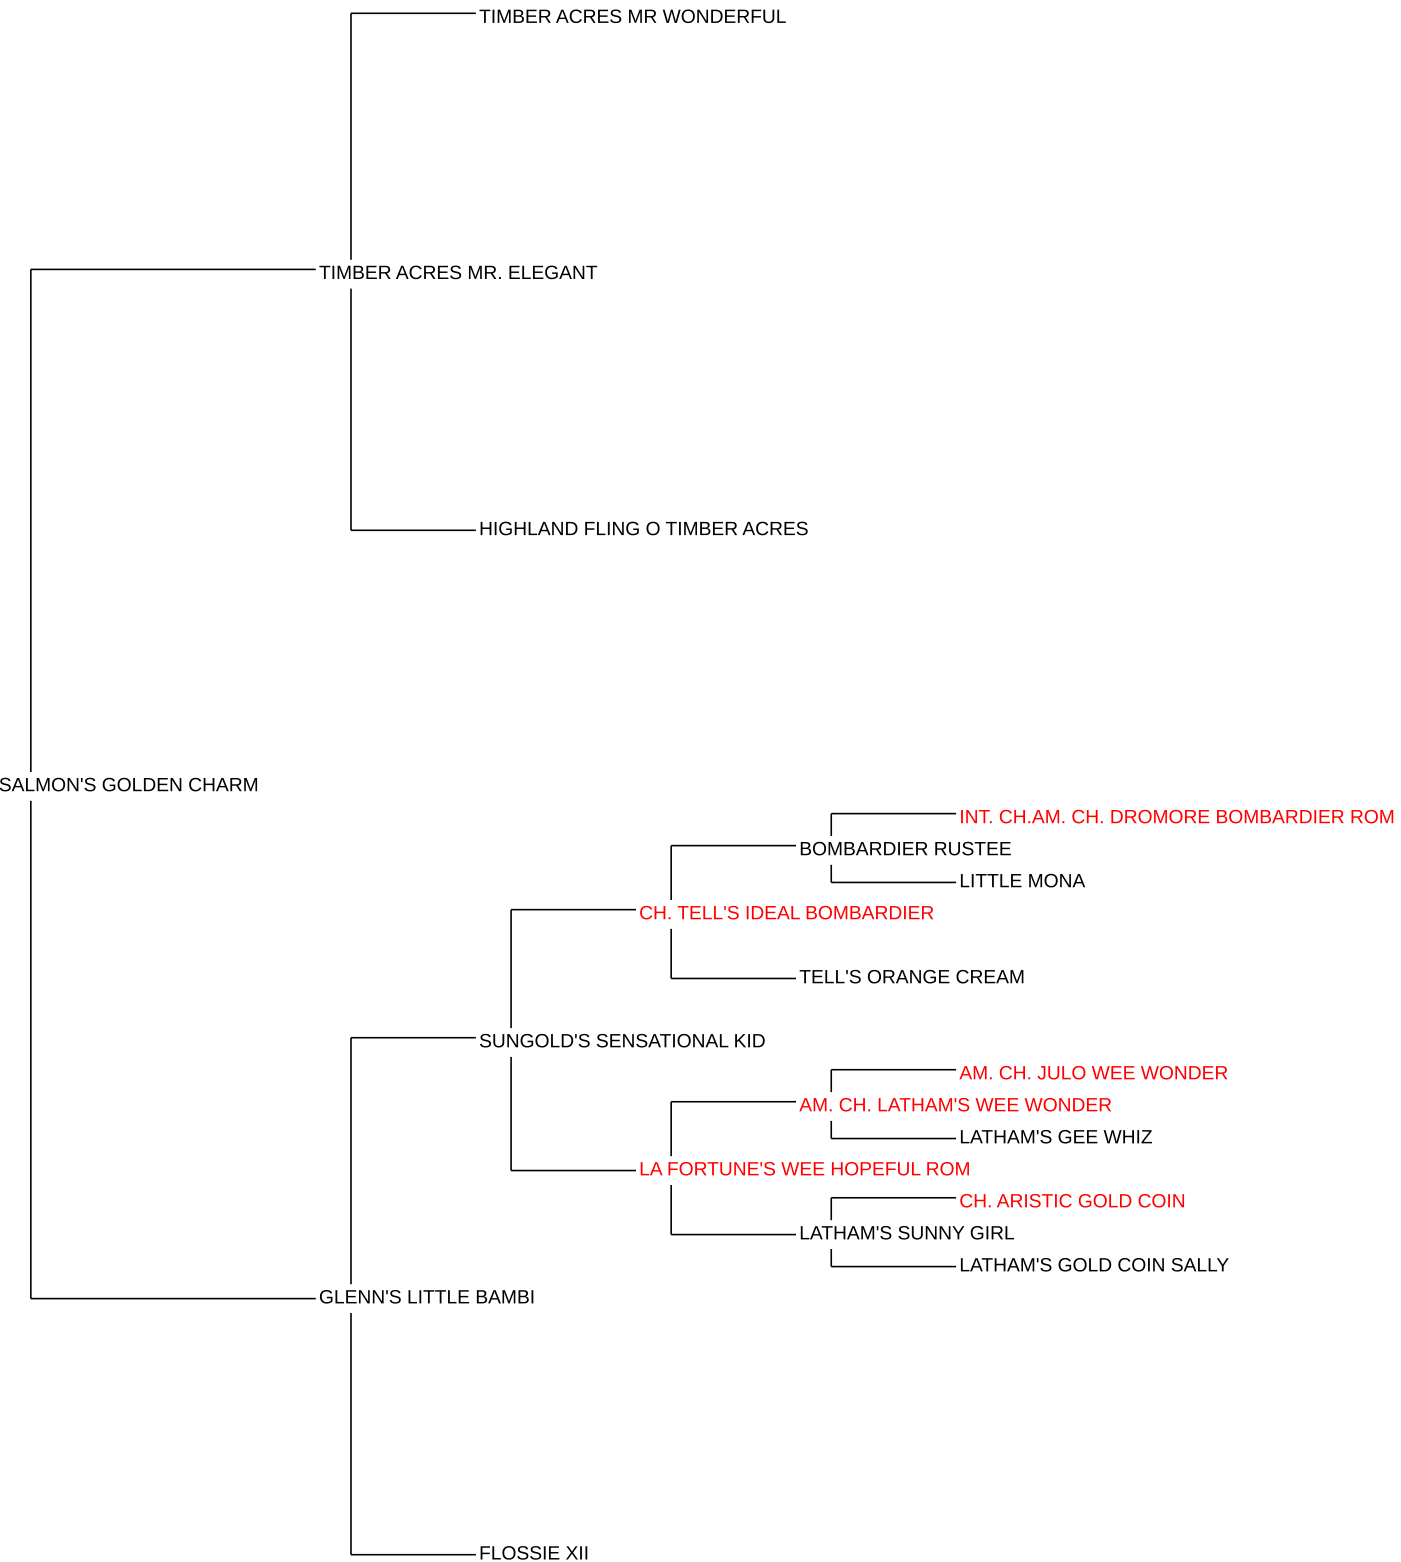 TIMBER ACRES MR WONDERFUL
TIMBER ACRES MR. ELEGANT
HIGHLAND FLING O TIMBER ACRES
SALMON'S GOLDEN CHARM
INT. CH.AM. CH. DROMORE BOMBARDIER ROM
BOMBARDIER RUSTEE
LITTLE MONA
CH. TELL'S IDEAL BOMBARDIER
TELL'S ORANGE CREAM
SUNGOLD'S SENSATIONAL KID
AM. CH. JULO WEE WONDER
AM. CH. LATHAM'S WEE WONDER
LATHAM'S GEE WHIZ
LA FORTUNE'S WEE HOPEFUL ROM
CH. ARISTIC GOLD COIN
LATHAM'S SUNNY GIRL
LATHAM'S GOLD COIN SALLY
GLENN'S LITTLE BAMBI
FLOSSIE XII